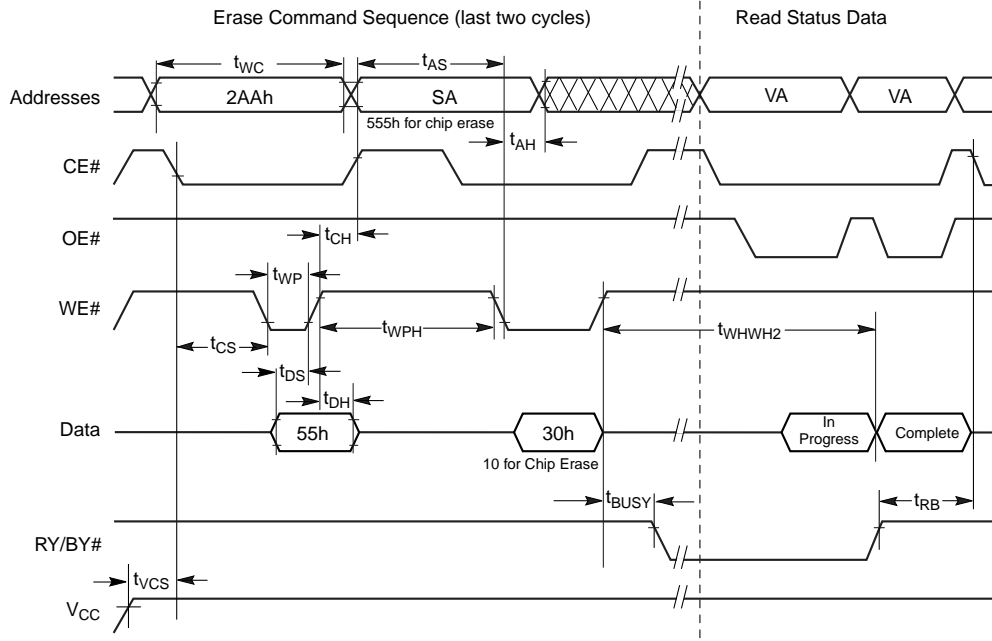 Erase Command Sequence (last two cycles)
Read Status Data
tWC
tAS
Addresses
2AAh
SA
VA
VA
555h for chip erase
tAH
CE#
OE#
tCH
tWP
WE#
tWPH
tWHWH2
tCS
tDS
tDH
Data
55h
30h
In
Progress
Complete
10 for Chip Erase
tBUSY
tRB
RY/BY#
tVCS
VCC